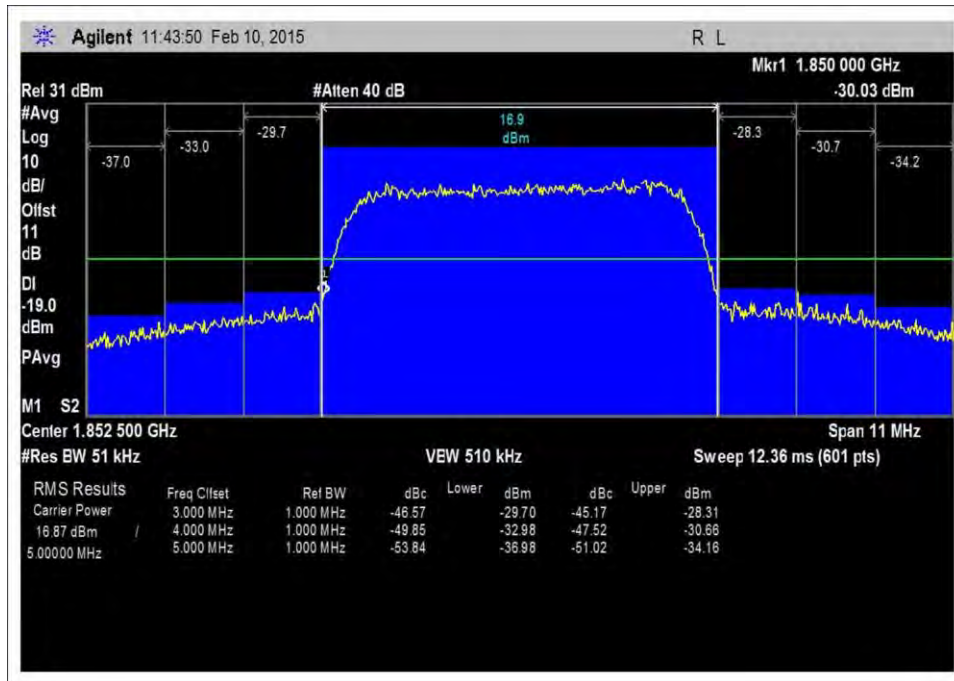 Agilent 11:43:50 Feb 10, 2015 R L
Mkr1 1.850 000 GHz
Rel 31 dBm #Atten 40 dB -30.03 dBm
#Avg
Log
10
dB/
Offst
11
dB
DI
-19.0
dBm
PAvg
M1 S2
-37.0 -33.0 -29.7 16.9 dBm -28.3 -30.7 -34.2
1
Center 1.852 500 GHz Span 11 MHz
#Res BW 51 kHz VBW 510 kHz Sweep 12.36 ms (601 pts)
RMS Results Freq Offset Ref BW dBc Lower dBm dBc Upper dBm
Carrier Power 3.000 MHz 1.000 MHz -46.57 -29.70 -45.17 -28.31
16.87 dBm / 4.000 MHz 1.000 MHz -49.85 -32.98 -47.52 -30.66
5.00000 MHz 5.000 MHz 1.000 MHz -53.84 -36.98 -51.02 -34.16